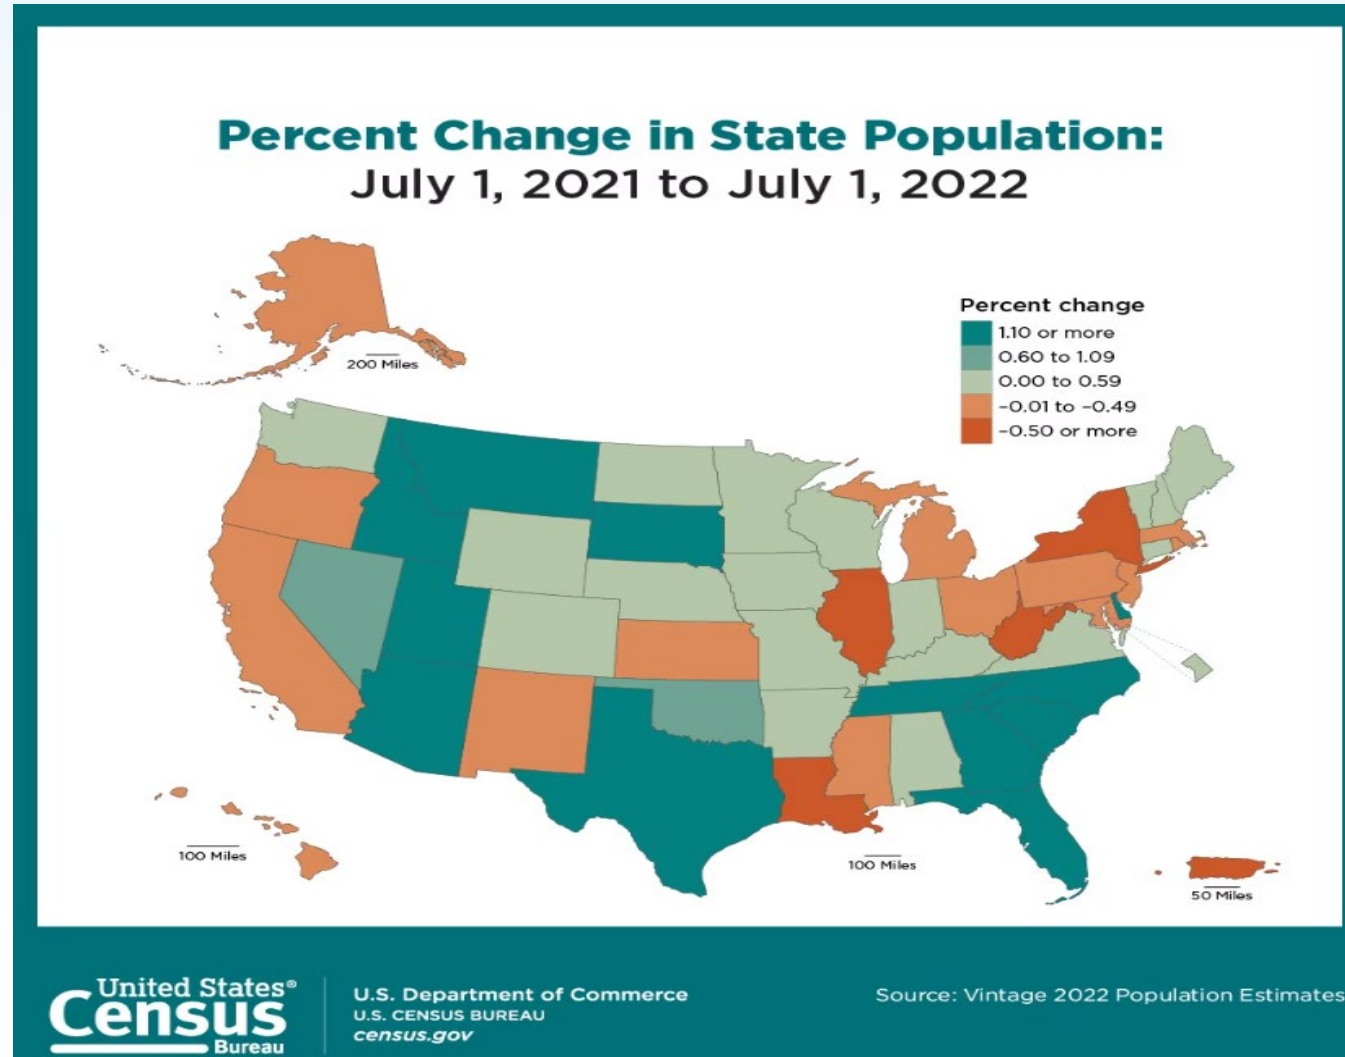 Percent Change in State Population:
July 1, 2021 to July 1, 2022
200 Miles
Percent change
1.10 or more
0.60 to 1.09
0.00 to 0.59
–0.01 to –0.49
–0.50 or more
100 Miles
100 Miles
50 Miles
United States®
Census
Bureau
U.S. Department of Commerce
U.S. CENSUS BUREAU
census.gov
Source: Vintage 2022 Population Estimates